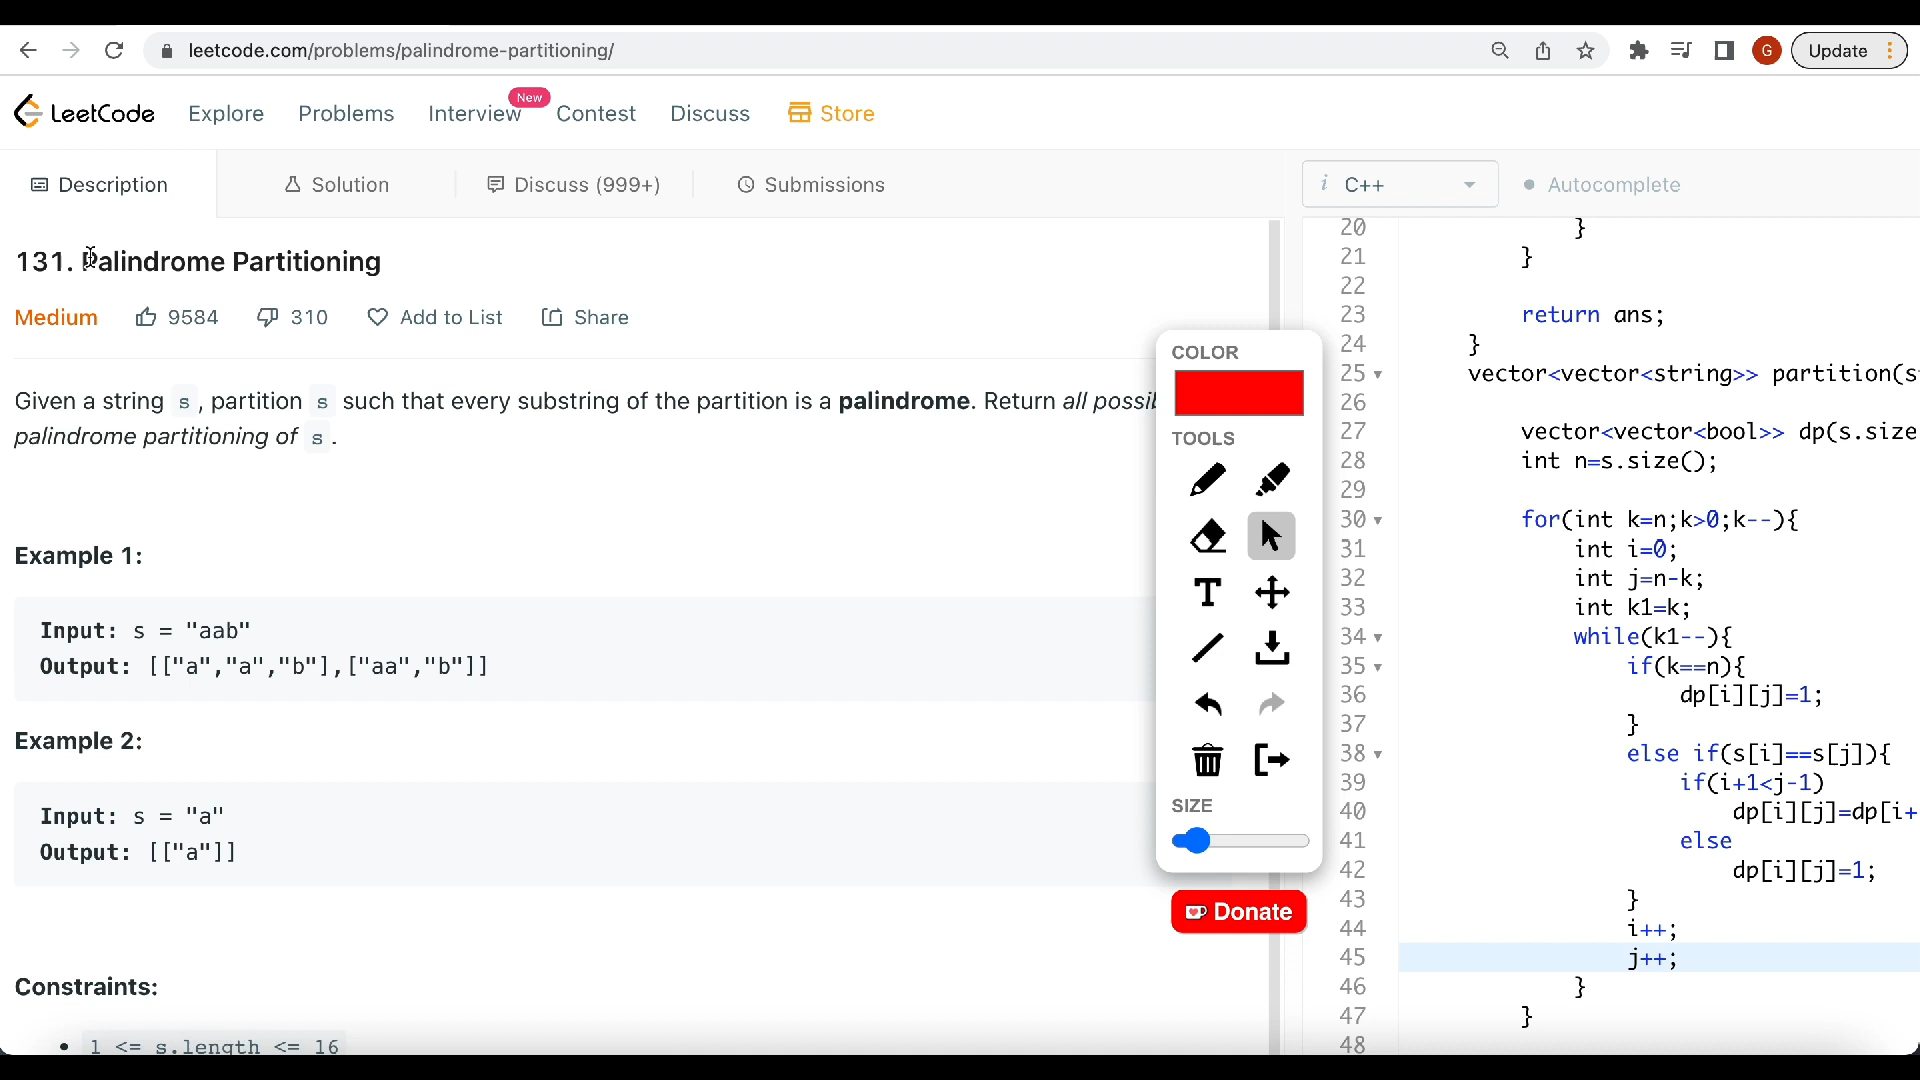 leetcode.com/problems/palindrome-partitioning/
G
Update
LeetCode
Explore
Problems
Interview
New
Contest
Discuss
Store
Description
Solution
Discuss (999+)
Submissions
i C++
Autocomplete
131. Palindrome Partitioning
Medium
9584
310
Add to List
Share
Given a string s , partition s such that every substring of the partition is a palindrome. Return all
palindrome partitioning of s .
Example 1:
Input: s = "aab"
Output: [["a","a","b"],["aa","b"]]
Example 2:
Input: s = "a"
Output: [["a"]]
Constraints:
• 1 <= s.length <= 16
COLOR
TOOLS
T
SIZE
Donate
20 }
21 }
22
23 return ans;
24 }
25 vector<vector<string>> partition(s
26
27 vector<vector<bool>> dp(s.size
28 int n=s.size();
29
30 for(int k=n;k>0;k--){
31 int i=0;
32 int j=n-k;
33 int k1=k;
34 while(k1--){
35 if(k==n){
36 dp[i][j]=1;
37 }
38 else if(s[i]==s[j]){
39 if(i+1<j-1)
40 dp[i][j]=dp[i+
41 else
42 dp[i][j]=1;
43 }
44 i++;
45 j++;
46 }
47 }
48